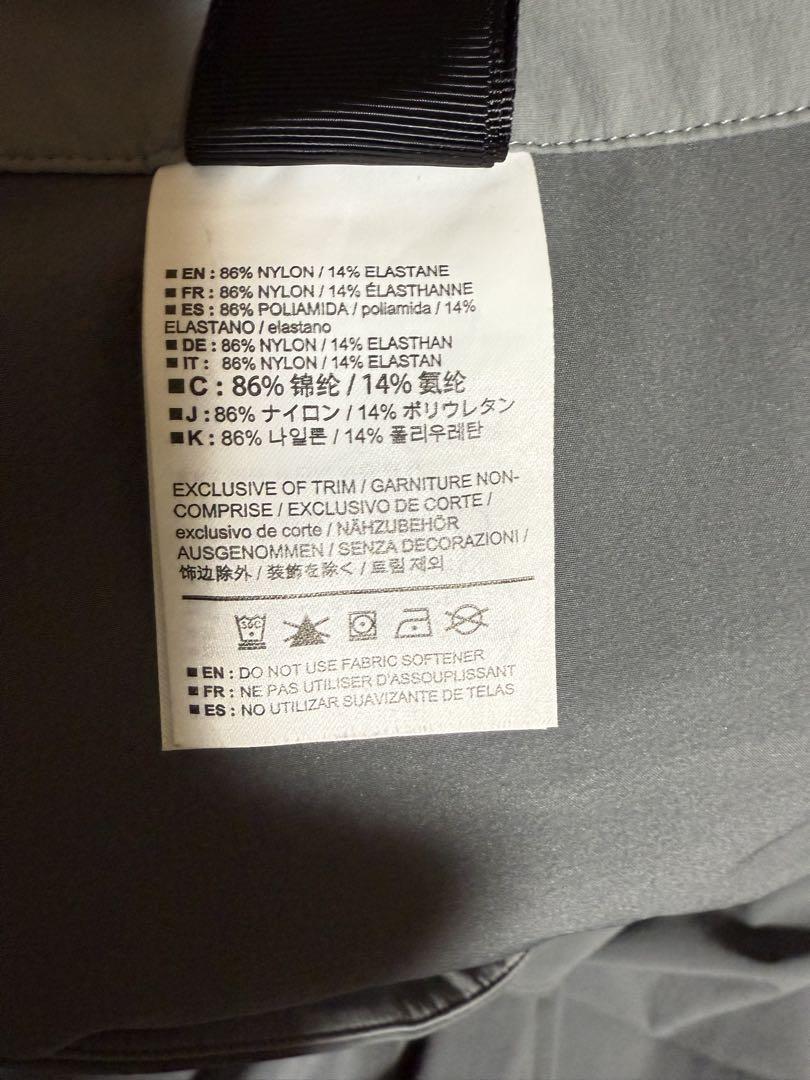 ■ EN : 86% NYLON / 14% ELASTANE
■ FR : 86% NYLON / 14% ÉLASTHANNE
■ ES : 86% POLIAMIDA / poliamida / 14%
ELASTANO / elastano
■ DE : 86% NYLON / 14% ELASTHAN
■ IT : 86% NYLON / 14% ELASTAN
■ C : 86% 锦纶 / 14% 氨纶
■ J : 86% ナイロン / 14% ポリウレタン
■ K : 86% 나일론 / 14% 폴리우레탄
EXCLUSIVE OF TRIM / GARNITURE NON-
COMPRISE / EXCLUSIVO DE CORTE /
exclusivo de corte / NÄHZUBEHÖR
AUSGENOMMEN / SENZA DECORAZIONI /
饰边除外 / 装飾を除く / 트림 제외
■ EN : DO NOT USE FABRIC SOFTENER
■ FR : NE PAS UTILISER D'ASSOUPLISSANT
■ ES : NO UTILIZAR SUAVIZANTE DE TELAS